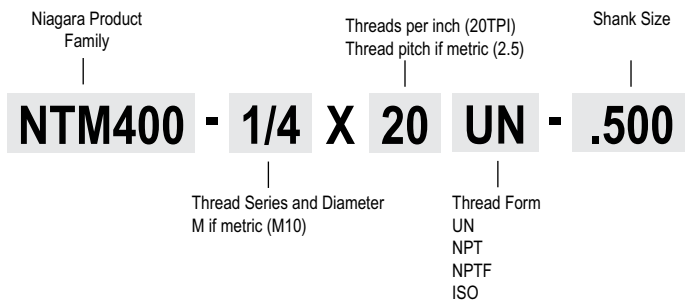 Niagara Product
Family
Threads per inch (20TPI)
Thread pitch if metric (2.5)
Shank Size
NTM400 - 1/4 X 20 UN - .500
Thread Series and Diameter
M if metric (M10)
Thread Form
UN
NPT
NPTF
ISO